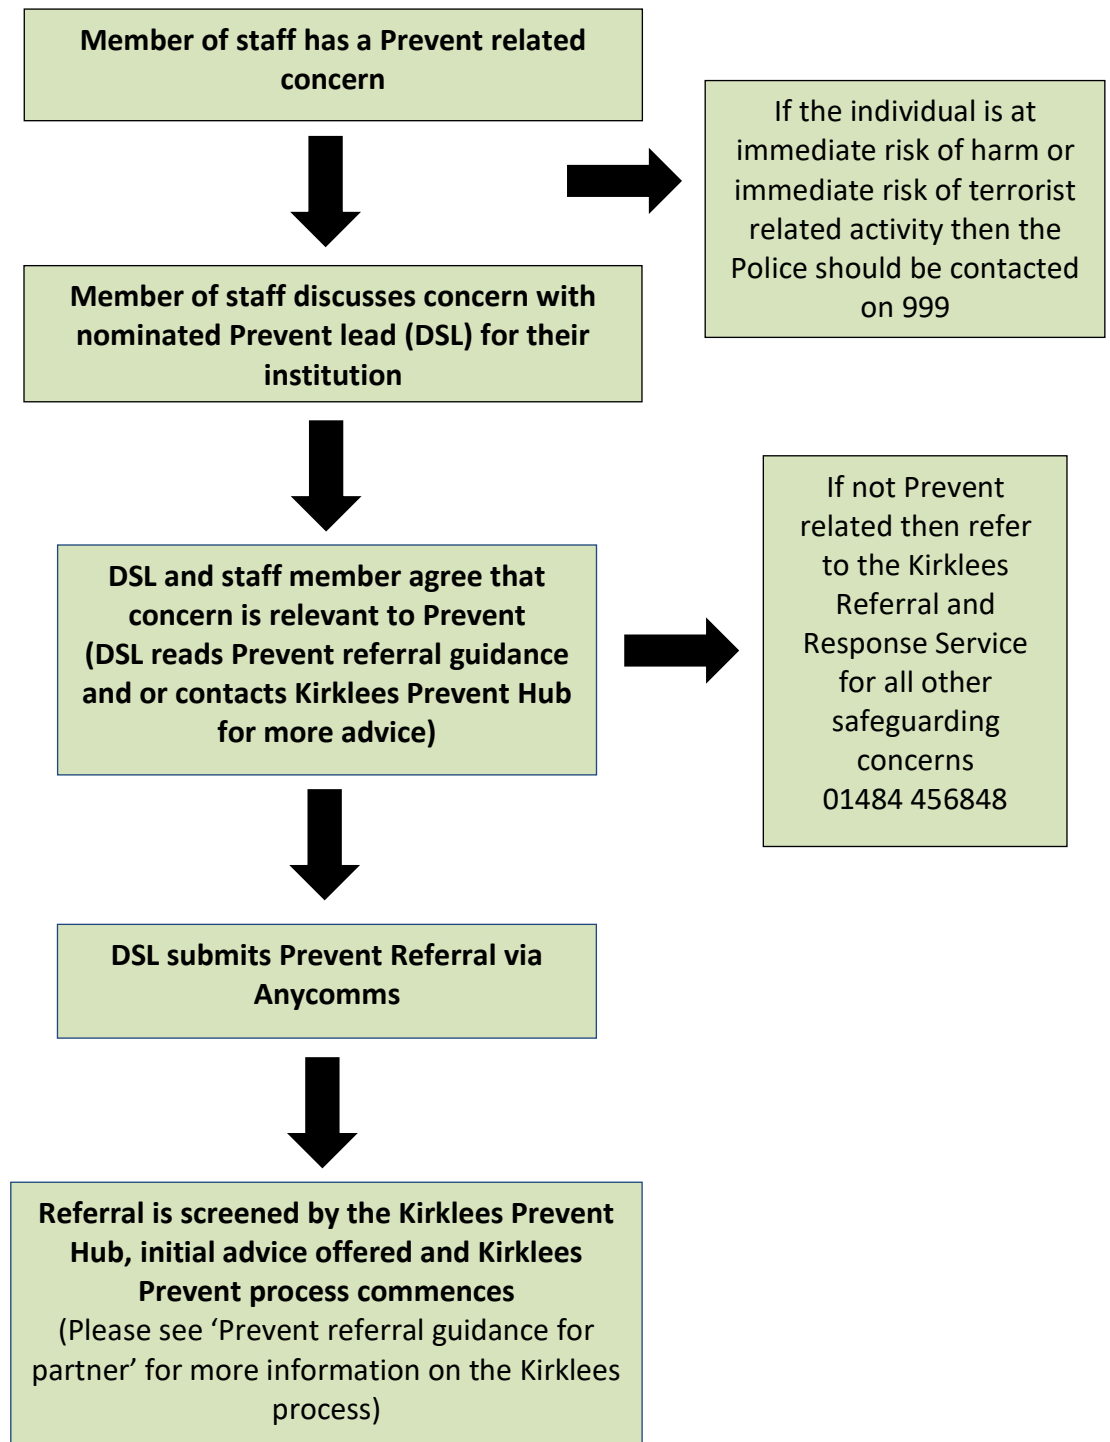 Member of staff has a Prevent related
concern
If the individual is at
immediate risk of harm or
immediate risk of terrorist
related activity then the
Police should be contacted
on 999
Member of staff discusses concern with
nominated Prevent lead (DSL) for their
institution
DSL and staff member agree that
concern is relevant to Prevent
(DSL reads Prevent referral guidance
and or contacts Kirklees Prevent Hub
for more advice)
If not Prevent
related then refer
to the Kirklees
Referral and
Response Service
for all other
safeguarding
concerns
01484 456848
DSL submits Prevent Referral via
Anycomms
Referral is screened by the Kirklees Prevent
Hub, initial advice offered and Kirklees
Prevent process commences
(Please see ‘Prevent referral guidance for
partner’ for more information on the Kirklees
process)